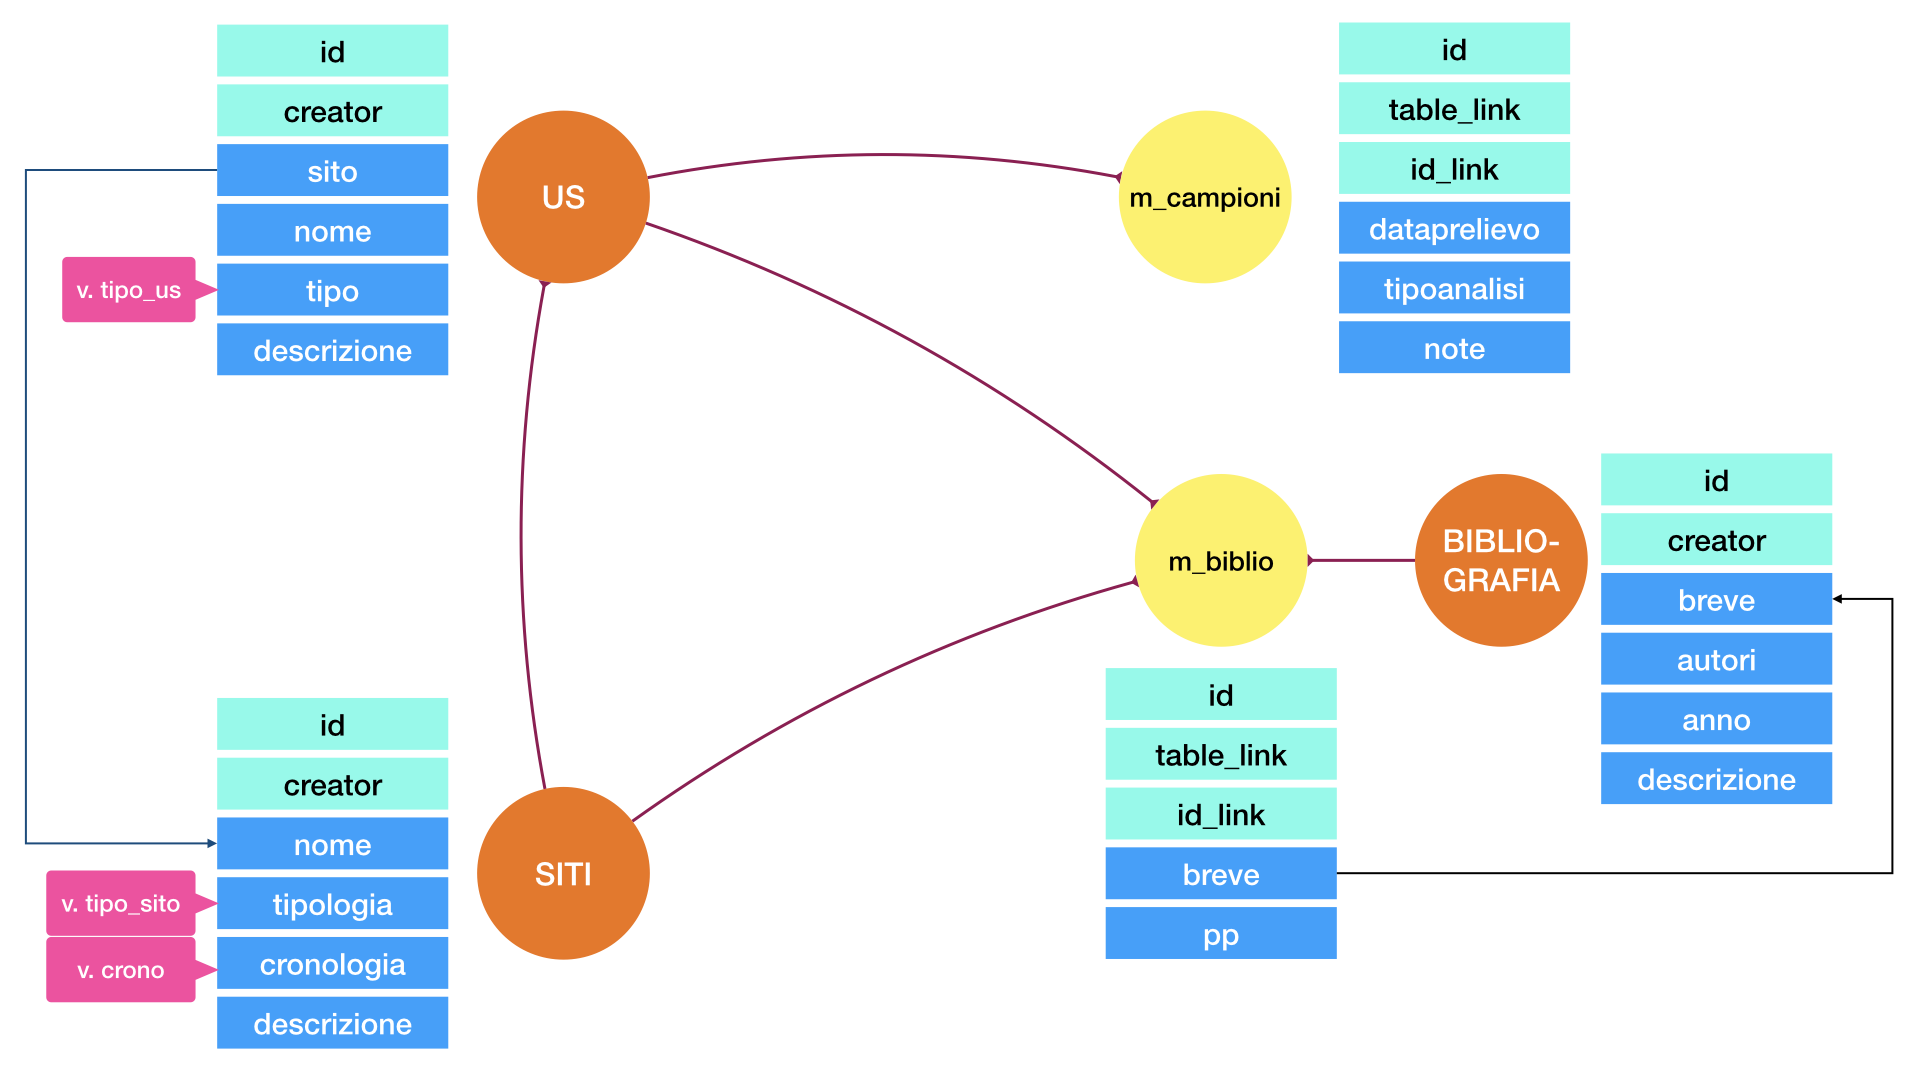 id
creator
sito
nome
tipo
descrizione
v. tipo_us
US
m_campioni
id
table_link
id_link
dataprelievo
tipoanalisi
note
m_biblio
BIBLIO-
GRAFIA
id
creator
breve
autori
anno
descrizione
id
table_link
id_link
breve
pp
id
creator
nome
tipologia
cronologia
descrizione
v. tipo_sito
v. crono
SITI